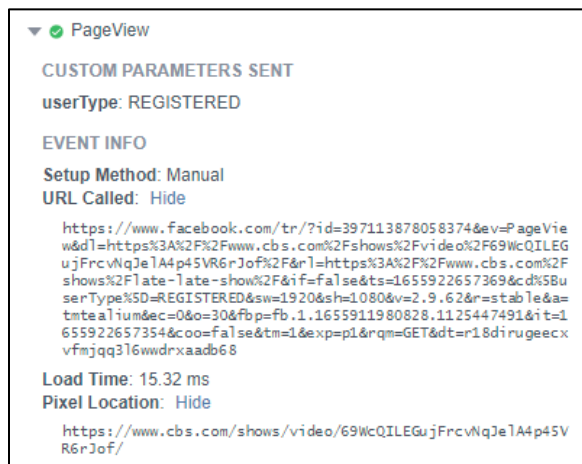 PageView
CUSTOM PARAMETERS SENT
userType: REGISTERED
EVENT INFO
Setup Method: Manual
URL Called: Hide
https://www.facebook.com/tr/?id=397113878058374&ev=PageVie
w&dl=https%3A%2F%2Fwww.cbs.com%2Fshows%2Fvideo%2F69WcQILEG
ujFrcvNqJelA4p45VR6rJof%2F&rl=https%3A%2F%2Fwww.cbs.com%2F
shows%2Flate-late-show%2F&if=false&ts=1655922657369&cd%5Bu
serType%5D=REGISTERED&sw=1920&sh=1080&v=2.9.62&r=stable&a=
tmtealium&ec=0&o=30&fbp=fb.1.1655911980828.1125447491&it=1
655922657354&coo=false&tm=1&exp=p1&rqm=GET&dt=r18dirugeecx
vfmjqq3l6wwdrxaadb68
Load Time: 15.32 ms
Pixel Location: Hide
https://www.cbs.com/shows/video/69WcQILEGujFrcvNqJelA4p45V
R6rJof/